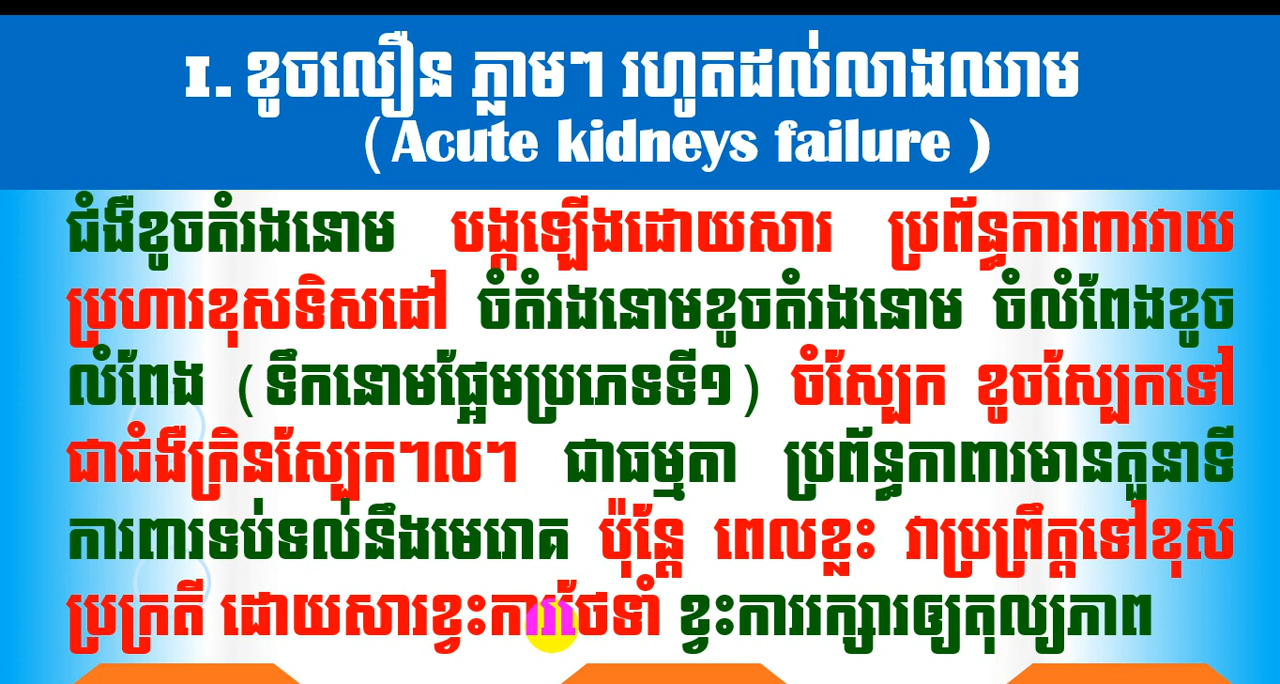 I. ខូចលឿន ភ្លាមៗ រហូតដល់លាងឈាម
(Acute kidneys failure )
ជំងឺខូចតំរងនោម បង្កឡើងដោយសារ ប្រព័ន្ធការពារវាយ
ប្រហារខុសទិសដៅ ចំតំរងនោមខូចតំរងនោម ចំលំពែងខូច
លំពែង (ទឹកនោមផ្អែមប្រភេទទី១) ចំស្បែក ខូចស្បែកទៅ
ជាជំងឺក្រិនស្បែក។ល។ ជាធម្មតា ប្រព័ន្ធកាពារមានតួនាទី
ការពារទប់ទល់នឹងមេរោគ ប៉ុន្តែ ពេលខ្លះ វាប្រព្រឹត្តទៅខុស
ប្រក្រតី ដោយសារខ្វះការថែទាំ ខ្វះការរក្សារឲ្យតុល្យភាព